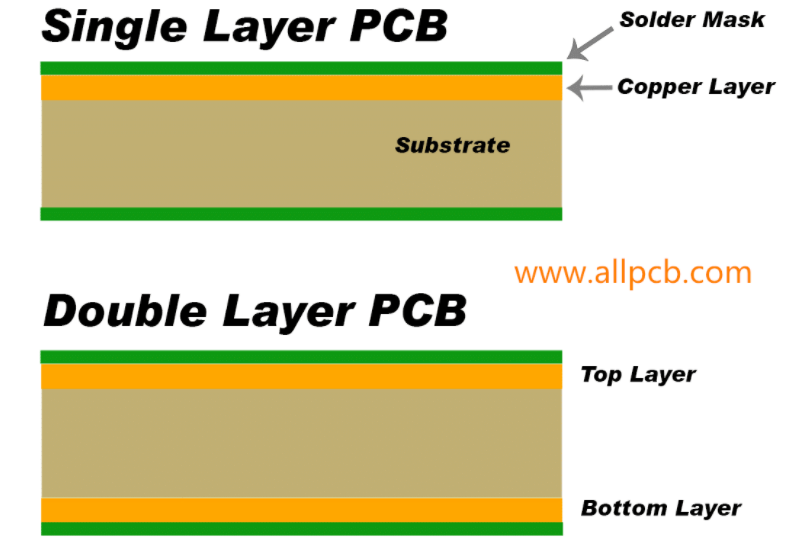 Single Layer PCB
Solder Mask
Copper Layer
Substrate
www.allpcb.com
Double Layer PCB
Top Layer
Bottom Layer